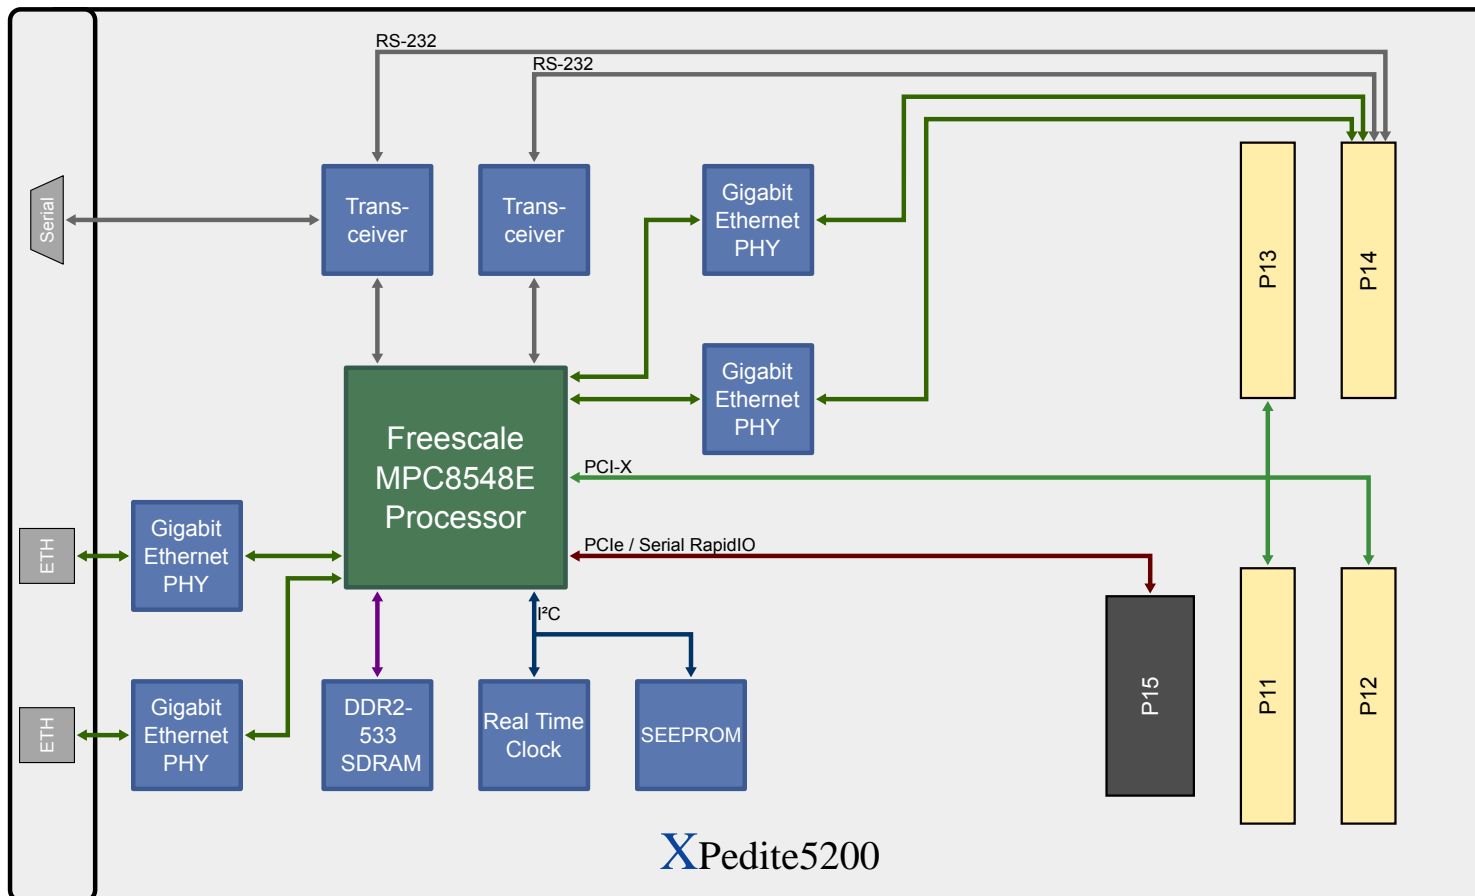 RS-232
RS-232
Serial
Trans-
ceiver
Trans-
ceiver
Gigabit
Ethernet
PHY
P13
P14
Gigabit
Ethernet
PHY
Freescale
MPC8548E
Processor
PCI-X
PCIe / Serial RapidIO
ETH
Gigabit
Ethernet
PHY
I²C
ETH
Gigabit
Ethernet
PHY
DDR2-
533
SDRAM
Real Time
Clock
SEEPROM
P15
P11
P12
XPedite5200